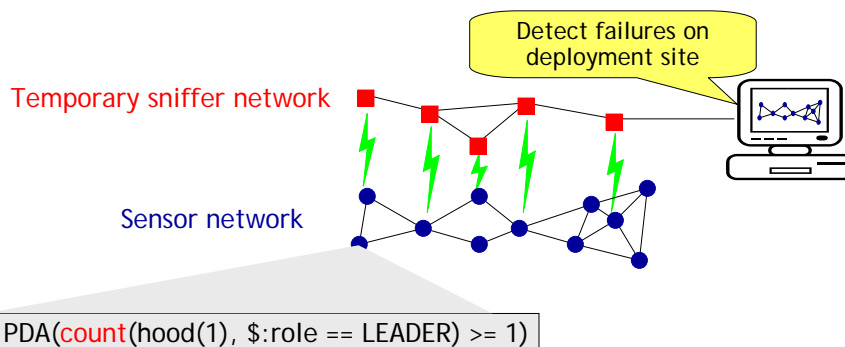 Detect failures on
deployment site
Temporary sniffer network
Sensor network
PDA(count(hood(1), $:role == LEADER) >= 1)